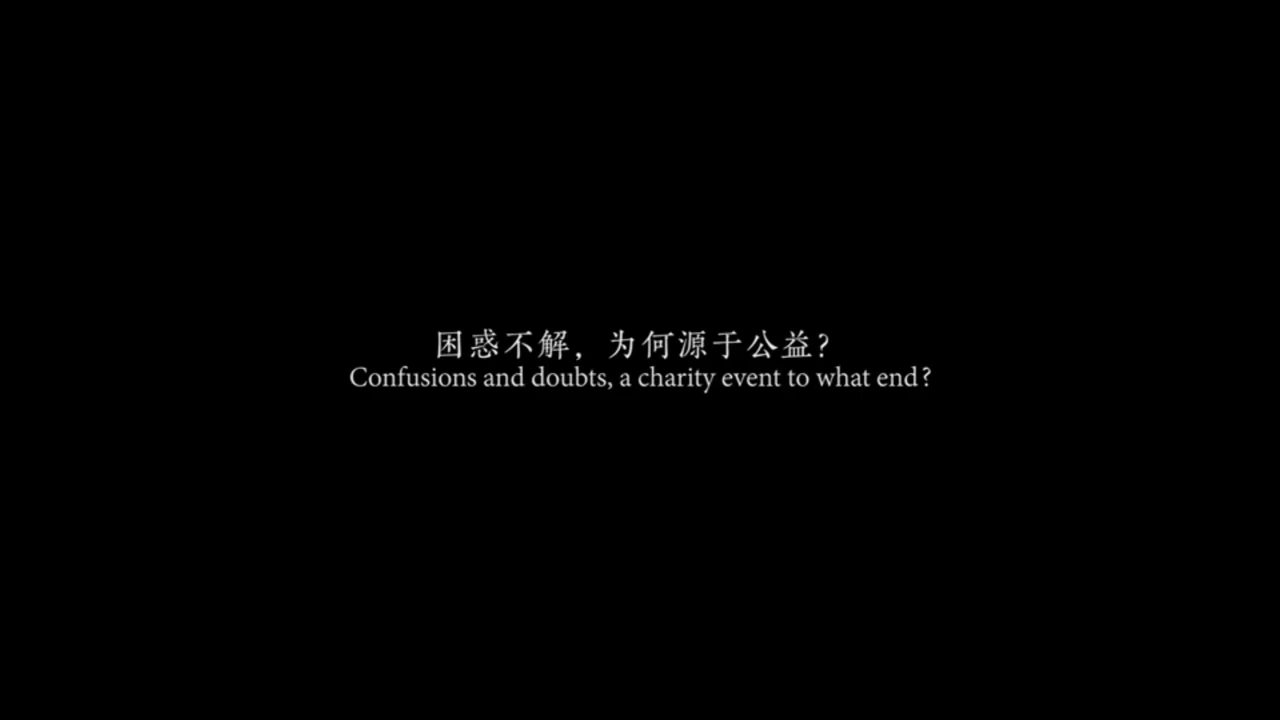 困惑不解，为何源于公益？
Confusions and doubts, a charity event to what end?